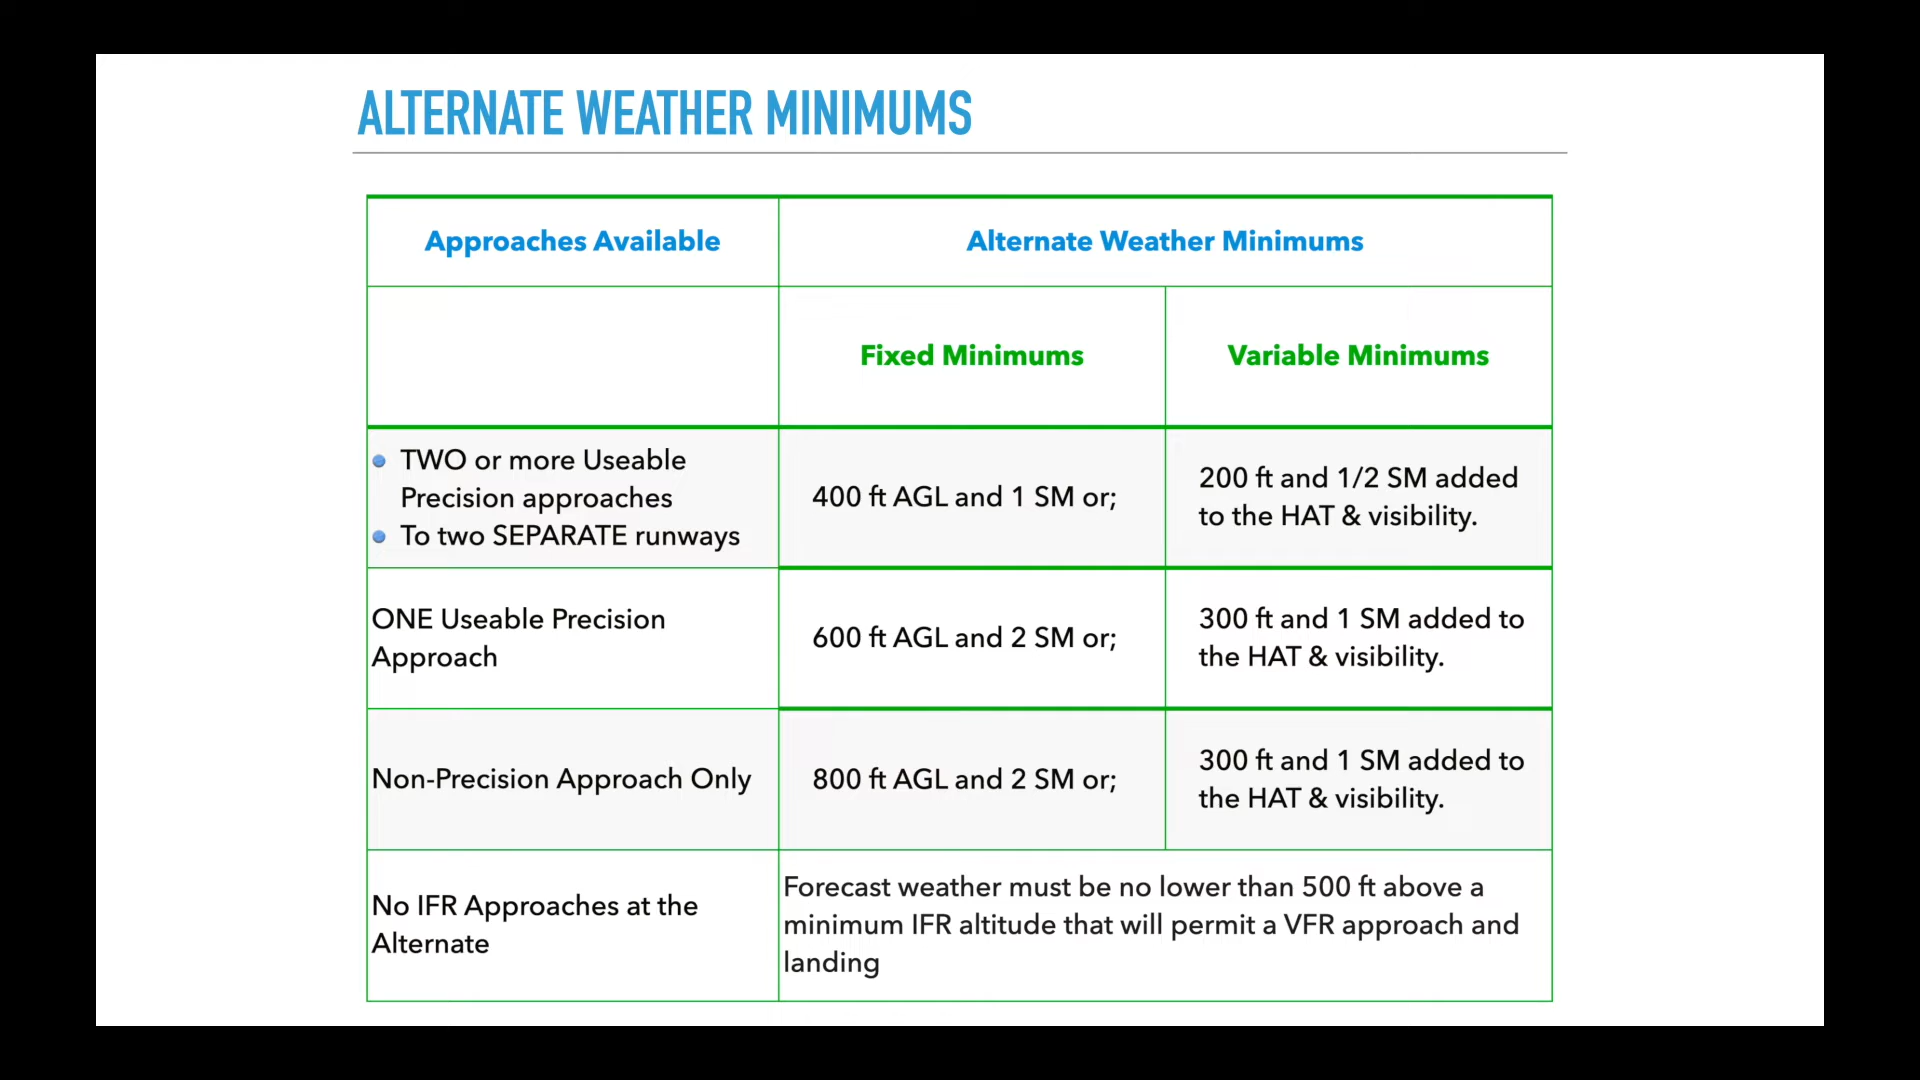 ALTERNATE WEATHER MINIMUMS
Approaches Available
Alternate Weather Minimums
Fixed Minimums
Variable Minimums
• TWO or more Useable
Precision approaches
• To two SEPARATE runways
400 ft AGL and 1 SM or;
200 ft and 1/2 SM added
to the HAT & visibility.
ONE Useable Precision
Approach
600 ft AGL and 2 SM or;
300 ft and 1 SM added to
the HAT & visibility.
Non-Precision Approach Only
800 ft AGL and 2 SM or;
300 ft and 1 SM added to
the HAT & visibility.
No IFR Approaches at the
Alternate
Forecast weather must be no lower than 500 ft above a
minimum IFR altitude that will permit a VFR approach and
landing